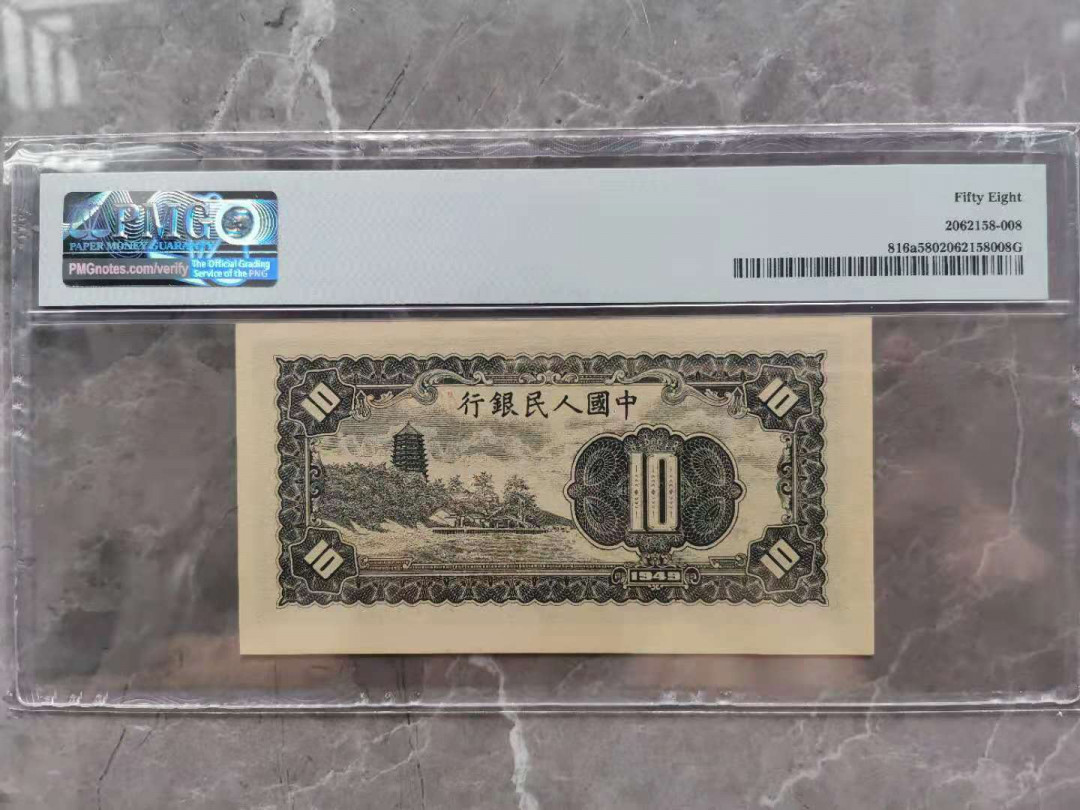 PMG
PAPER MONEY GUARANTY
PMGnotes.com/verify
The Official Grading
Service of the PNG
Fifty Eight
2062158-008
816a5802062158008G
10
行銀民人國中
10
10
10
1949
10